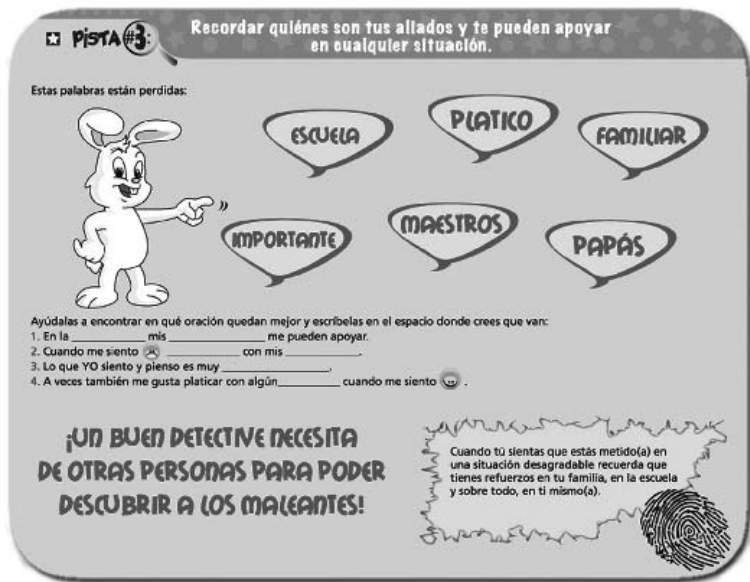 PISTA #3:
Recordar quiénes son tus aliados y te pueden apoyar
en cualquier situación.
Estas palabras están perdidas:
ESCUELA
PLATICO
FAMILIAR
IMPORTANTE
MAESTROS
PAPÁS
Ayúdalas a encontrar en qué oración quedan mejor y escríbelas en el espacio donde crees que van:
1. En la ____________ mis ________________ me pueden apoyar.
2. Cuando me siento ____________ con mis ____________.
3. Lo que YO siento y pienso es muy _________________.
4. A veces también me gusta platicar con algún__________ cuando me siento .
¡UN BUEN DETECTIVE NECESITA
DE OTRAS PERSONAS PARA PODER
DESCUBRIR A LOS MALEANTES!
Cuando tú sientas que estás metido(a) en
una situación desagradable recuerda que
tienes refuerzos en tu familia, en la escuela
y sobre todo, en ti mismo(a).